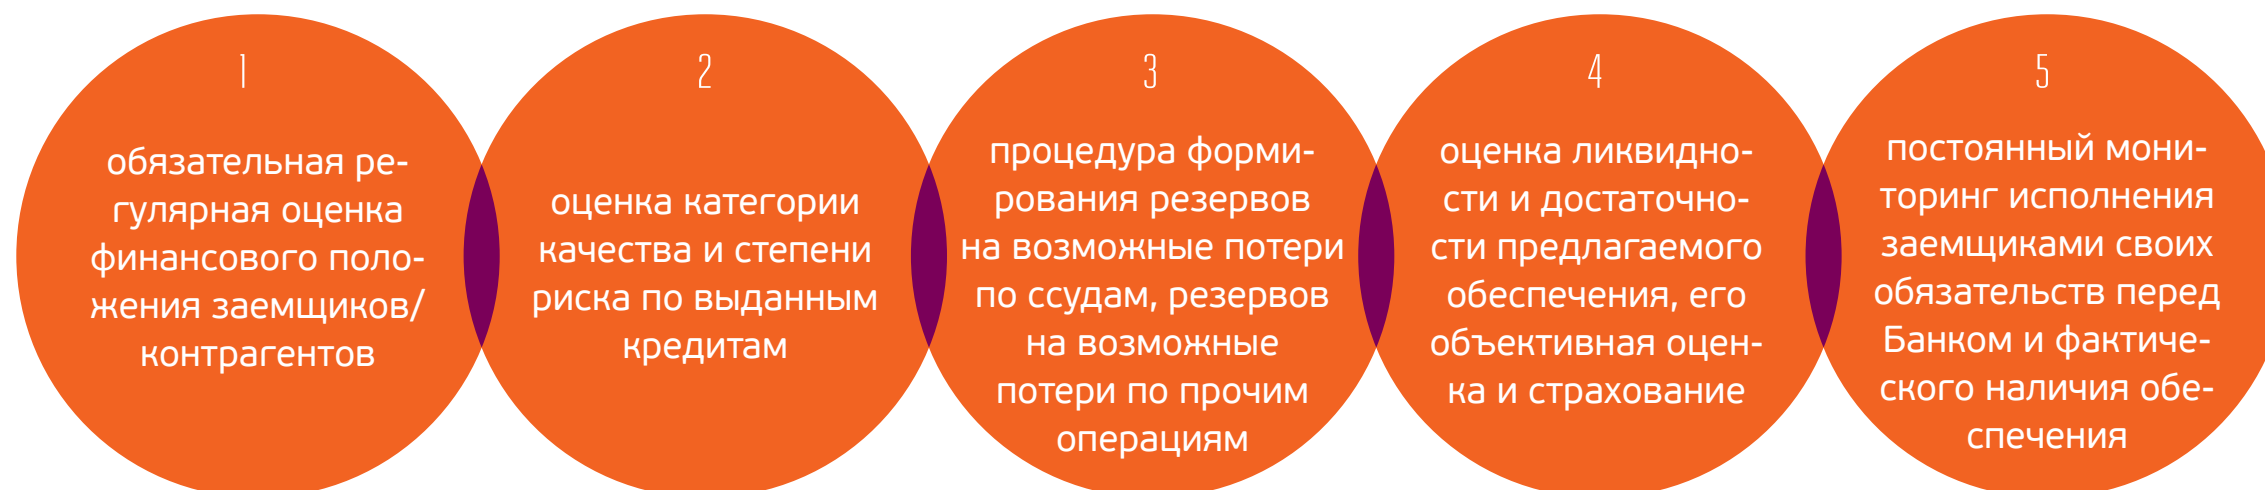 1
обязательная ре-
гулярная оценка
финансового поло-
жения заемщиков/
контрагентов
2
оценка категории
качества и степени
риска по выданным
кредитам
3
процедура форми-
рования резервов
на возможные потери
по ссудам, резервов
на возможные
потери по прочим
операциям
4
оценка ликвидно-
сти и достаточно-
сти предлагаемого
обеспечения, его
объективная оцен-
ка и страхование
5
постоянный мони-
торинг исполнения
заемщиками своих
обязательств перед
Банком и фактиче-
ского наличия обе-
спечения